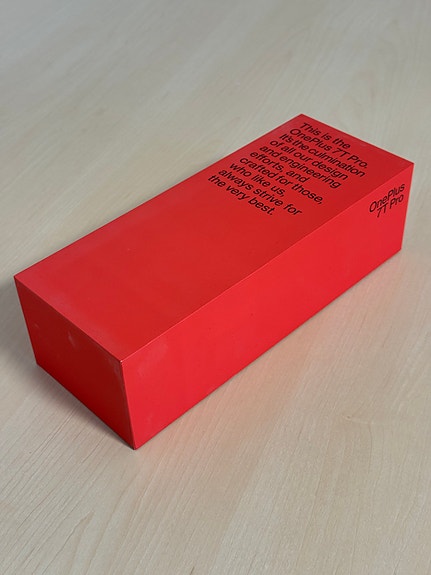 This is the
OnePlus 7T Pro.
It's the culmination
of all our design
and engineering
efforts, and
crafted for those,
who like us,
always strive for
the very best.
OnePlus
7T Pro